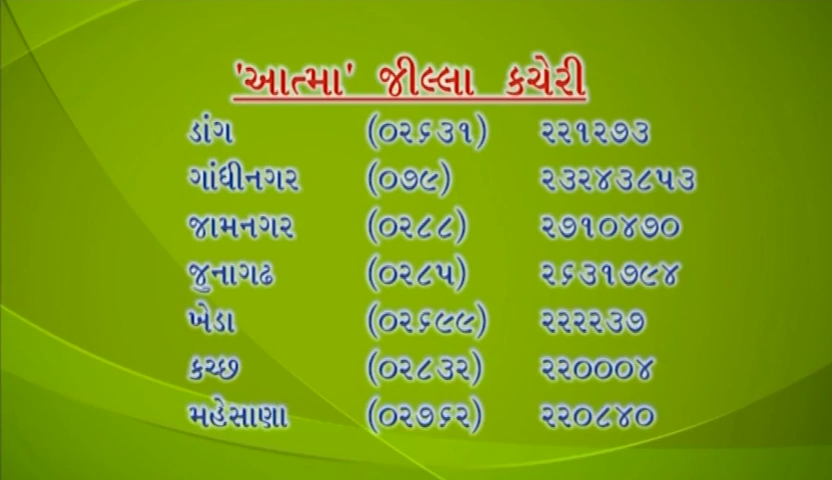 'આત્મા' જીલ્લા કચેરી
ડાંગ (૦૨૬૩૧) ૨૨૧૨૭૩
ગાંધીનગર (૦૭૯) ૨૩૨૪૩૮૫૩
જામનગર (૦૨૮૮) ૨૭૧૦૪૭૦
જુનાગઢ (૦૨૮૫) ૨૬૩૧૭૯૪
ખેડા (૦૨૬૯૯) ૨૨૨૨૩૭
કચ્છ (૦૨૮૩૨) ૨૨૦૦૦૪
મહેસાણા (૦૨૭૬૨) ૨૨૦૮૪૦